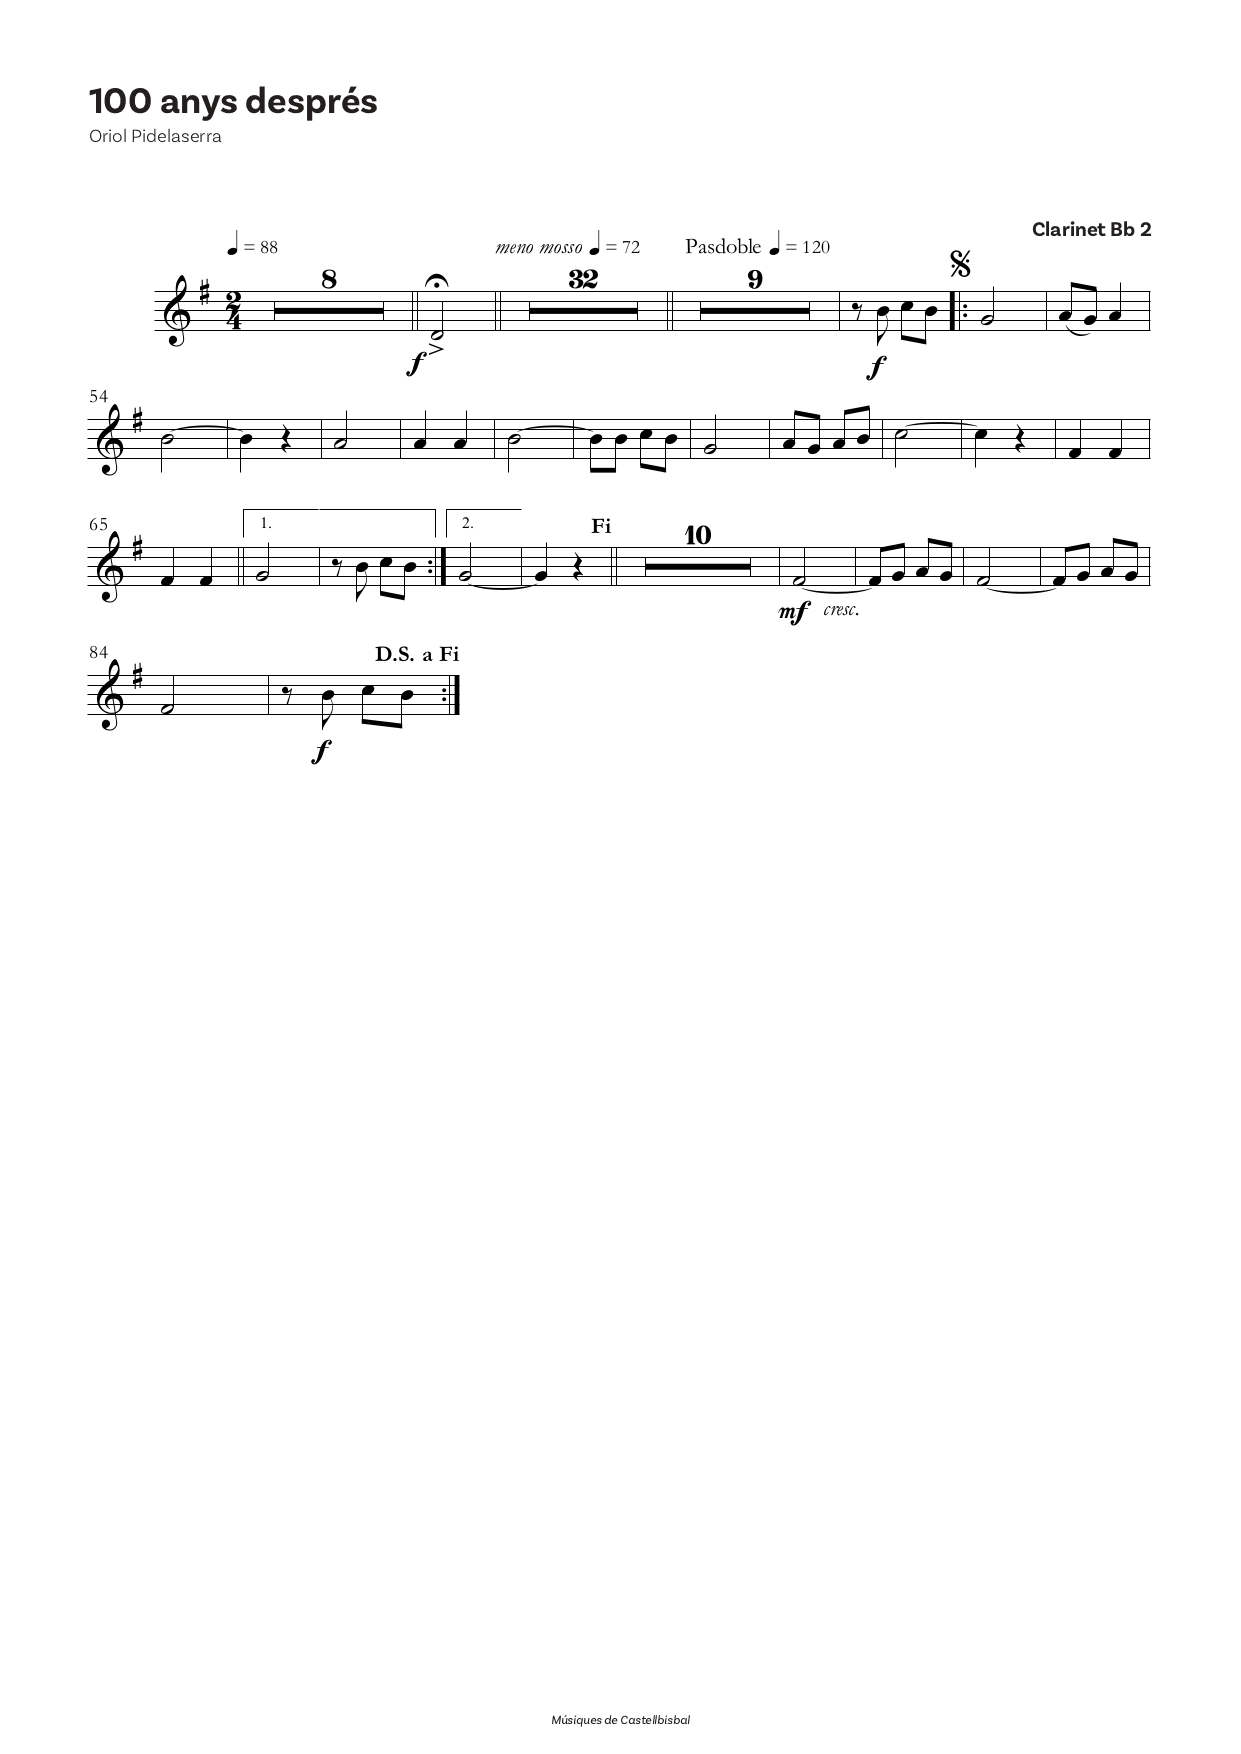 100 anys després
Oriol Pidelaserra
Clarinet Bb 2
= 88
meno mosso = 72
Pasdoble = 120
8
32
9
2
4
f
f
54
65
1.
2.
Fi
10
mf cresc.
84
D.S. a Fi
f
Músiques de Castellbisbal